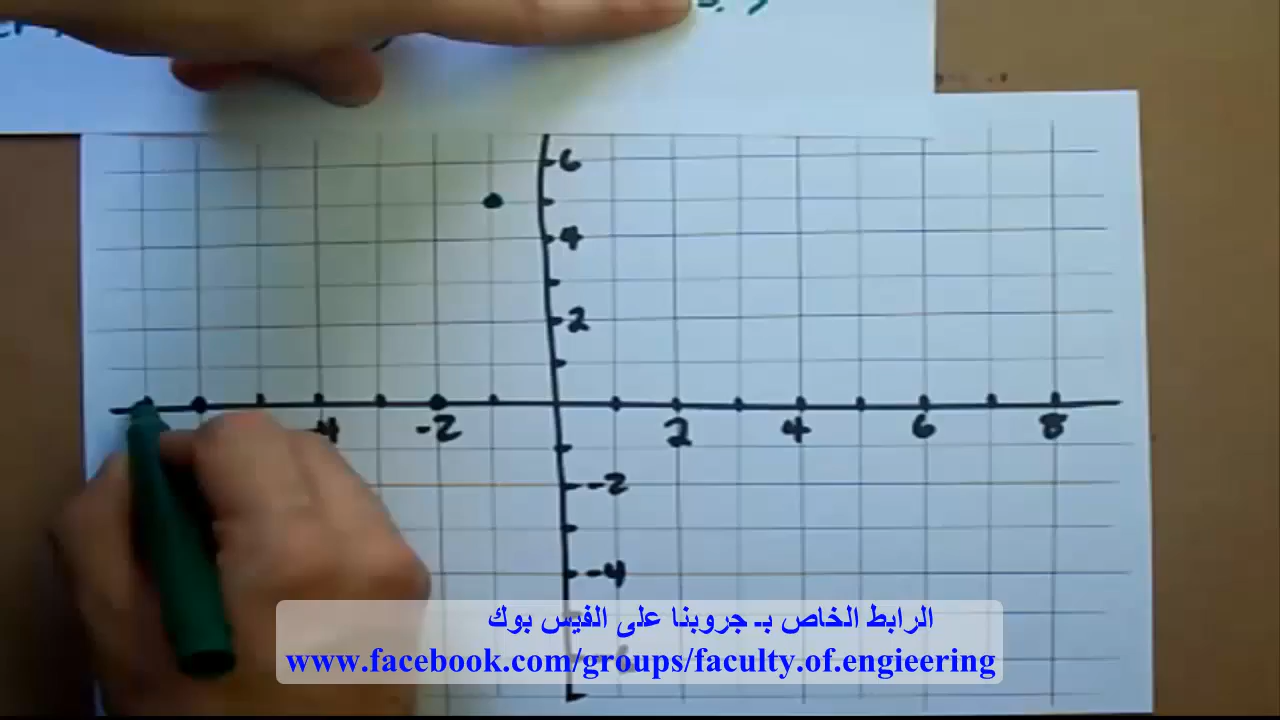 6
4
2
-4 -2 2 4 6 8
-2
-4
الرابط الخاص بـ جروبنا على الفيس بوك
www.facebook.com/groups/faculty.of.engieering